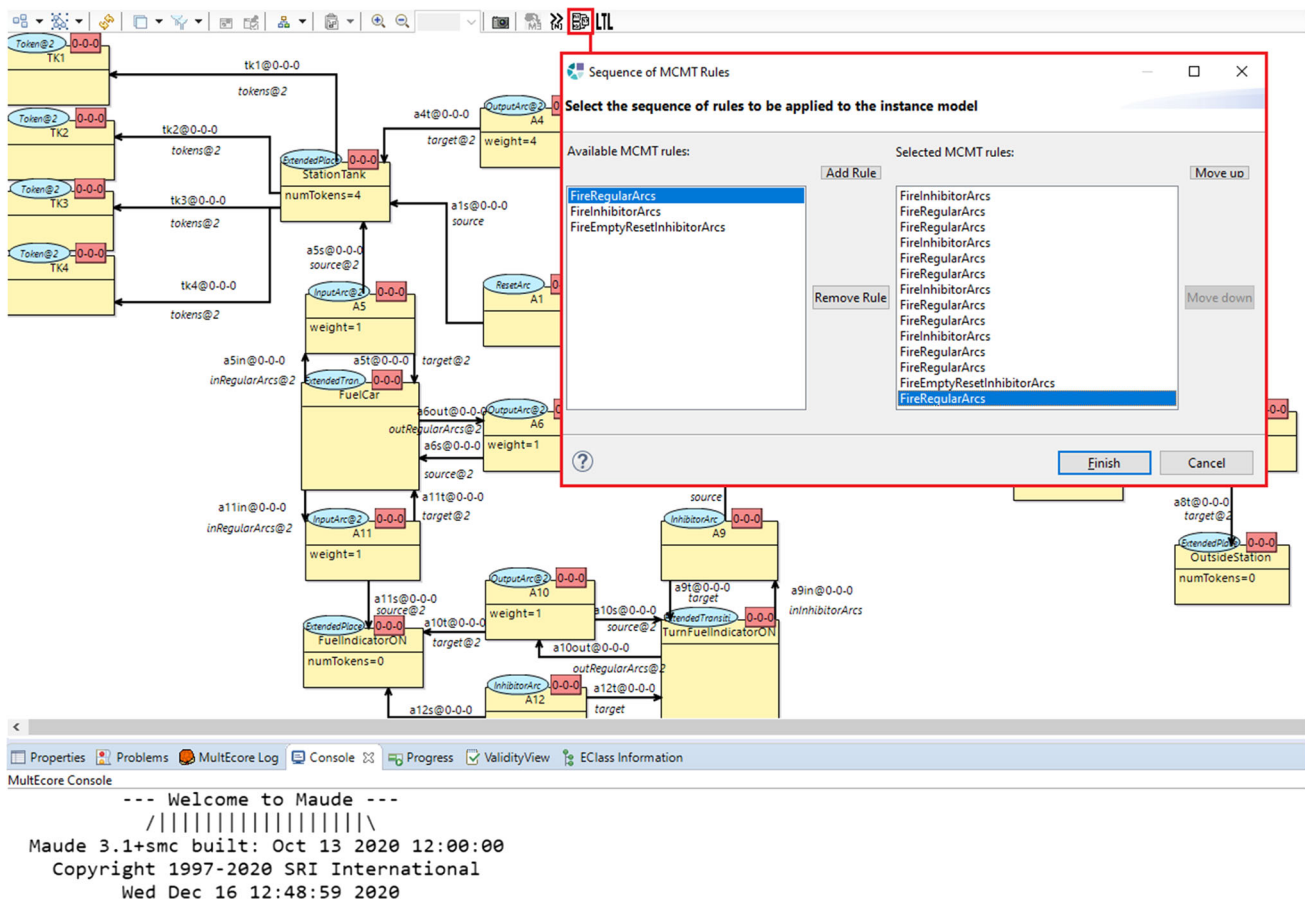 LTL
Token@2 0-0-0
TK1
tk1@0-0-0
tokens@2
Token@2 0-0-0
TK2
tk2@0-0-0
tokens@2
Token@2 0-0-0
TK3
tk3@0-0-0
tokens@2
Token@2 0-0-0
TK4
tk4@0-0-0
tokens@2
ExtendedPlace 0-0-0
StationTank
numTokens=4
a4t@0-0-0
target@2
OutputArc@2
A4
weight=4
a1s@0-0-0
source
ResetArc
A1
a5s@0-0-0
source@2
InputArc@2 0-0-0
A5
weight=1
a5in@0-0-0
inRegularArcs@2
a5t@0-0-0
target@2
ExtendedTran 0-0-0
FuelCar
a6out@0-0-0
outRegularArcs@2
a6s@0-0-0
source@2
OutputArc@2
A6
weight=1
a11in@0-0-0
inRegularArcs@2
a11t@0-0-0
target@2
InputArc@2 0-0-0
A11
weight=1
a11s@0-0-0
source@2
ExtendedPlace 0-0-0
FuelIndicatorON
numTokens=0
a10t@0-0-0
target@2
OutputArc@2 0-0-0
A10
weight=1
a10s@0-0-0
source@2
a10out@0-0-0
outRegularArcs@2
source
InhibitorArc 0-0-0
A9
a9t@0-0-0
target
a9in@0-0-0
inInhibitorArcs
ExtendedTransiti 0-0-0
TurnFuelIndicatorON
InhibitorArc 0-0-0
A12
a12t@0-0-0
target
a12s@0-0-0
0-0-0
a8t@0-0-0
target@2
ExtendedPlace 0-0-0
OutsideStation
numTokens=0
Sequence of MCMT Rules
Select the sequence of rules to be applied to the instance model
Available MCMT rules:
FireRegularArcs
FireInhibitorArcs
FireEmptyResetInhibitorArcs
Add Rule
Remove Rule
Selected MCMT rules:
FireInhibitorArcs
FireRegularArcs
FireRegularArcs
FireInhibitorArcs
FireRegularArcs
FireRegularArcs
FireInhibitorArcs
FireRegularArcs
FireRegularArcs
FireInhibitorArcs
FireRegularArcs
FireRegularArcs
FireEmptyResetInhibitorArcs
FireRegularArcs
Move up
Move down
Finish
Cancel
Properties Problems MultEcore Log Console Progress ValidityView EClass Information
MultEcore Console
--- Welcome to Maude ---
/||||||||||||||||||\
Maude 3.1+smc built: Oct 13 2020 12:00:00
Copyright 1997-2020 SRI International
Wed Dec 16 12:48:59 2020